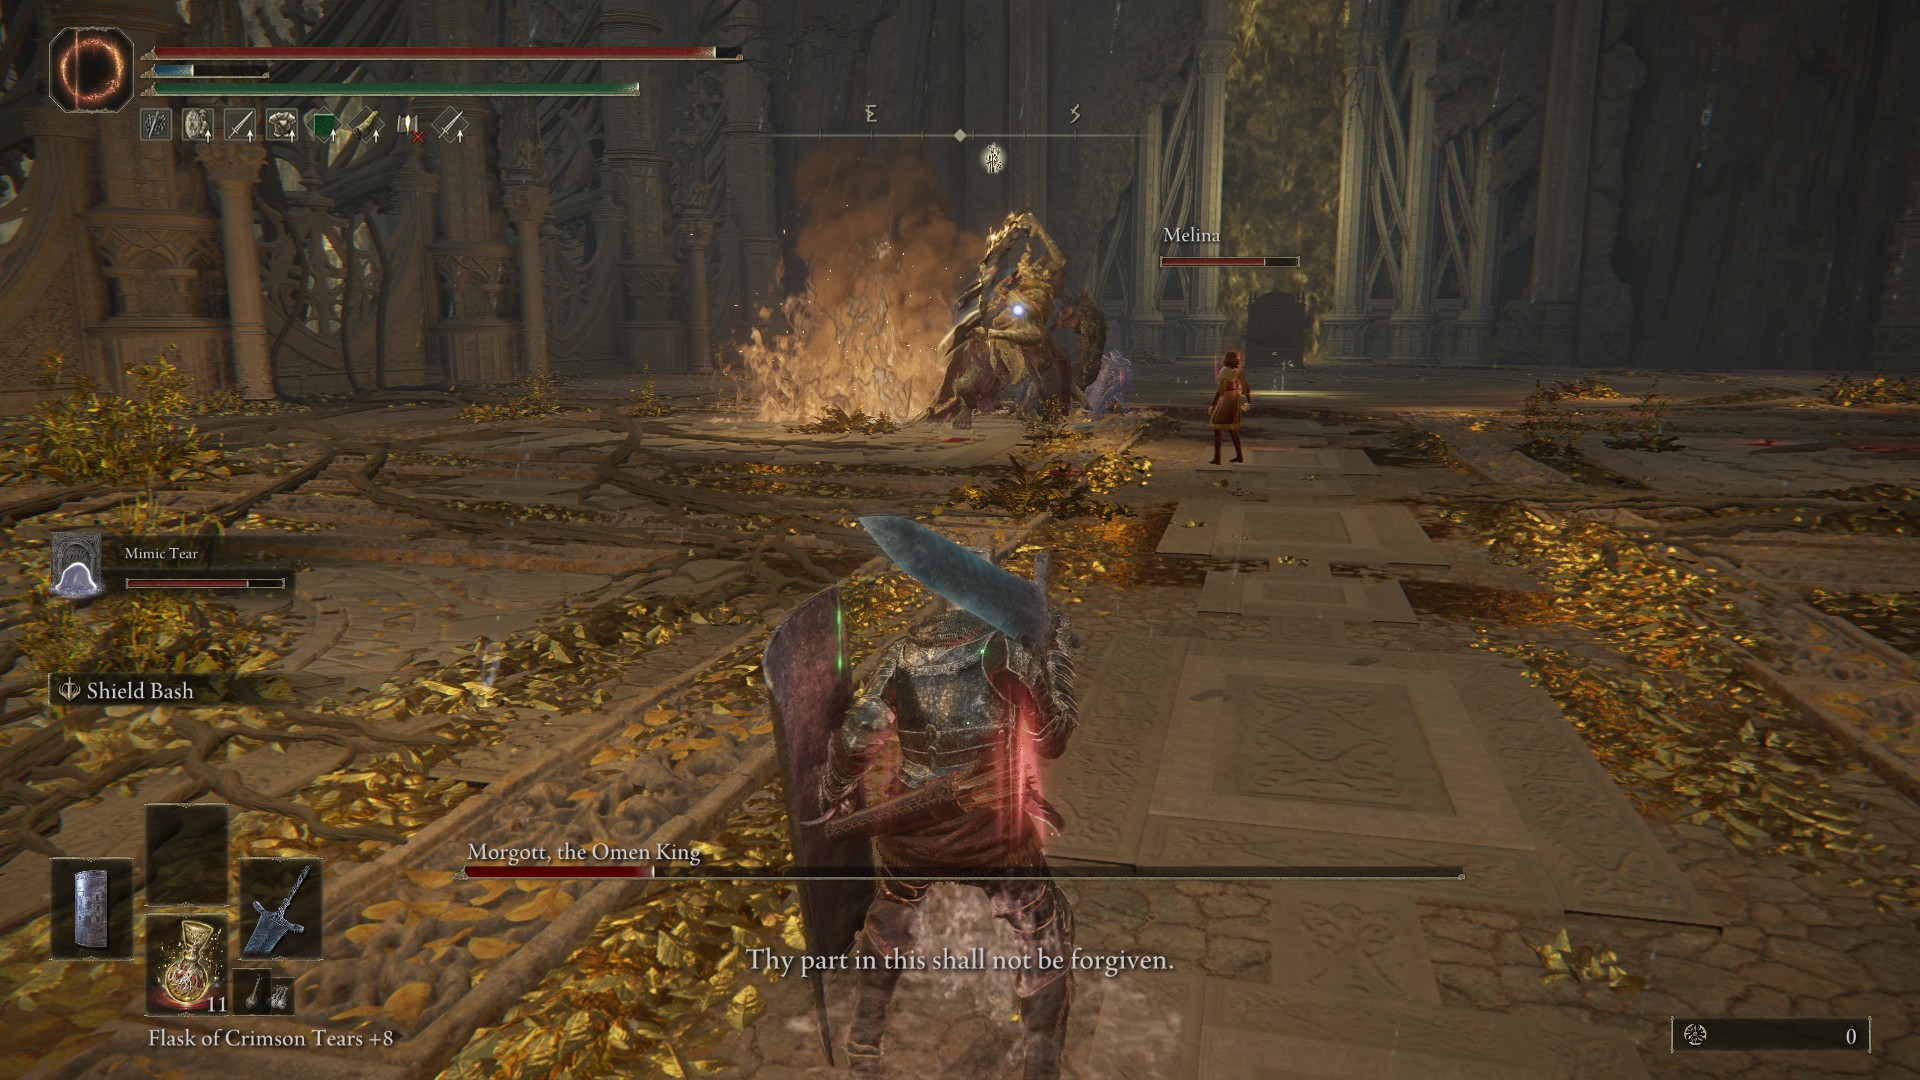 E
S
Melina
Mimic Tear
Shield Bash
Morgott, the Omen King
Thy part in this shall not be forgiven.
11
Flask of Crimson Tears +8
0